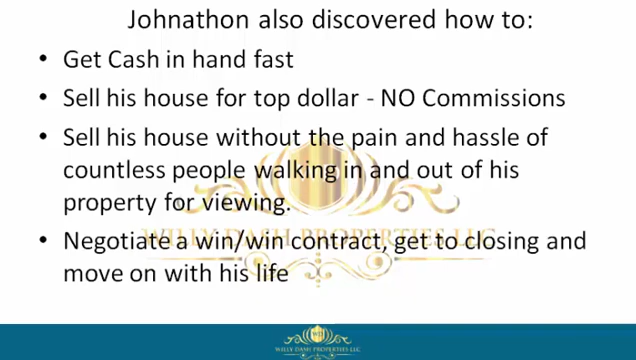 Johnathon also discovered how to:
• Get Cash in hand fast
• Sell his house for top dollar - NO Commissions
• Sell his house without the pain and hassle of
countless people walking in and out of his
property for viewing.
• Negotiate a win/win contract, get to closing and
move on with his life
WILLY DASH PROPERTIES LLC
WILLY DASH PROPERTIES LLC